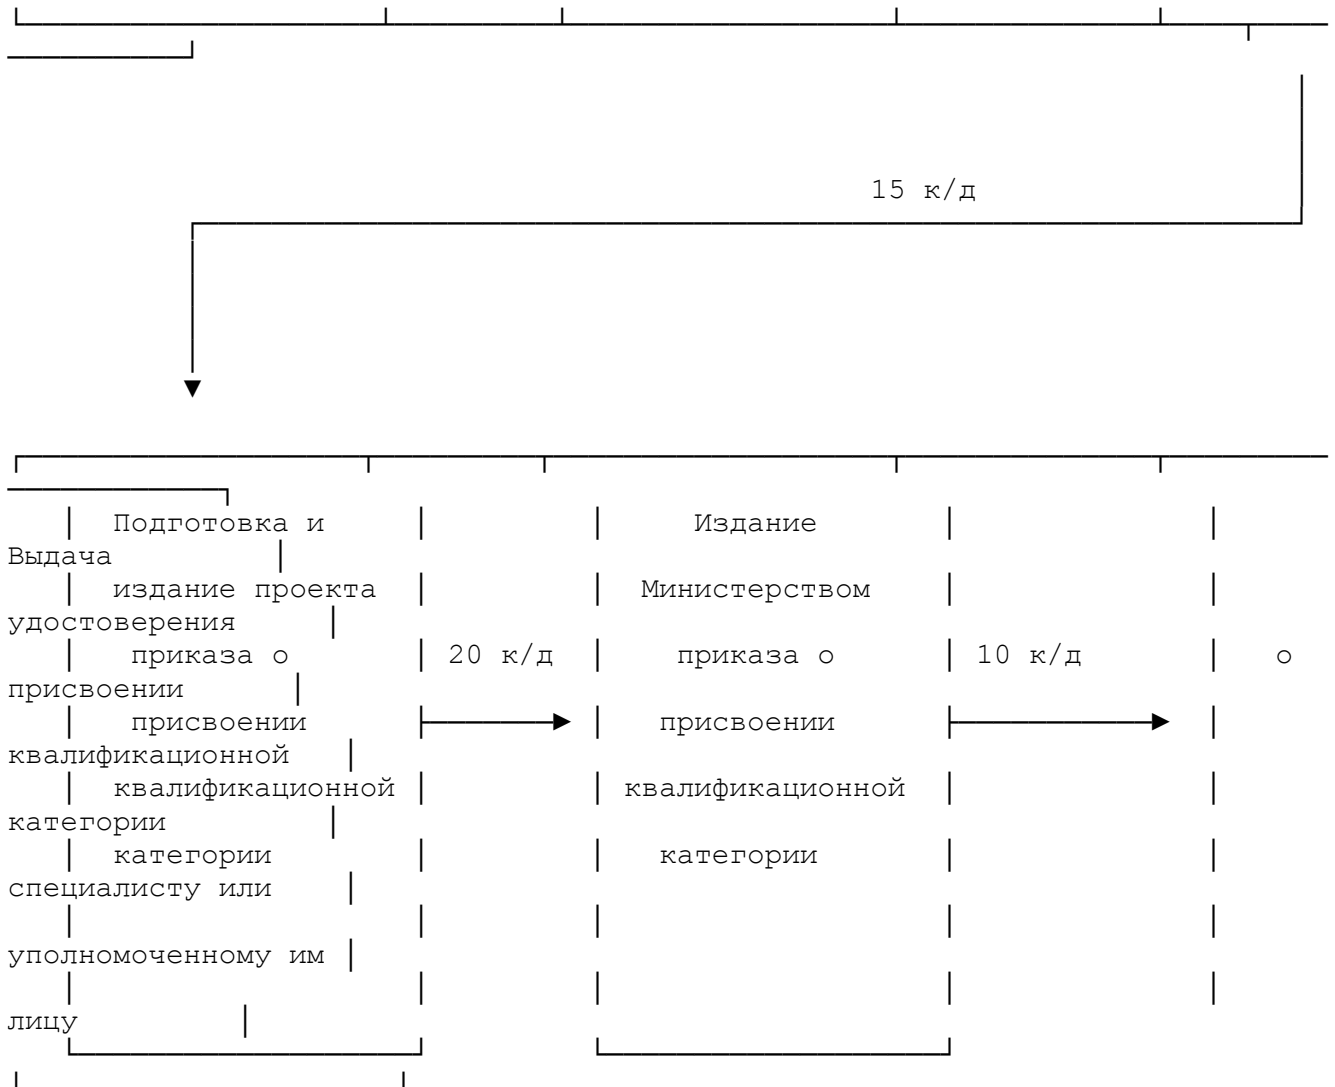 15 к/д
Подготовка и Издание
Выдача
издание проекта Министерством
удостоверения
приказа о 20 к/д приказа о 10 к/д о
присвоении
присвоении присвоении
квалификационной
квалификационной квалификационной
категории
категории категории
специалисту или
уполномоченному им
лицу